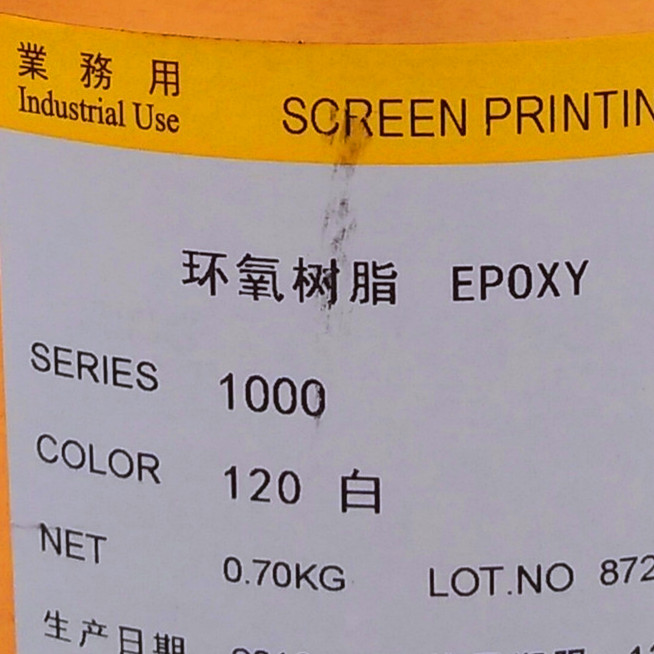 業務用
Industrial Use
SCREEN PRINTIN
环氧树脂 EPOXY
SERIES 1000
COLOR 120 白
NET 0.70KG LOT.NO 872
生产日期